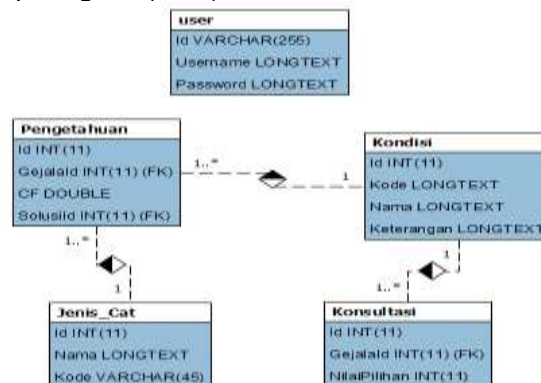 user
Id VARCHAR(255)
Username LONGTEXT
Password LONGTEXT
Pengetahuan
Id INT(11)
GejalaId INT(11) (FK)
CF DOUBLE
SolusiId INT(11) (FK)
1..*
1
Kondisi
Id INT(11)
Kode LONGTEXT
Nama LONGTEXT
Keterangan LONGTEXT
1..*
1
Jenis_Cat
Id INT(11)
Nama LONGTEXT
Kode VARCHAR(45)
1
1..*
Konsultasi
Id INT(11)
GejalaId INT(11) (FK)
NilaiPilihan INT(11)